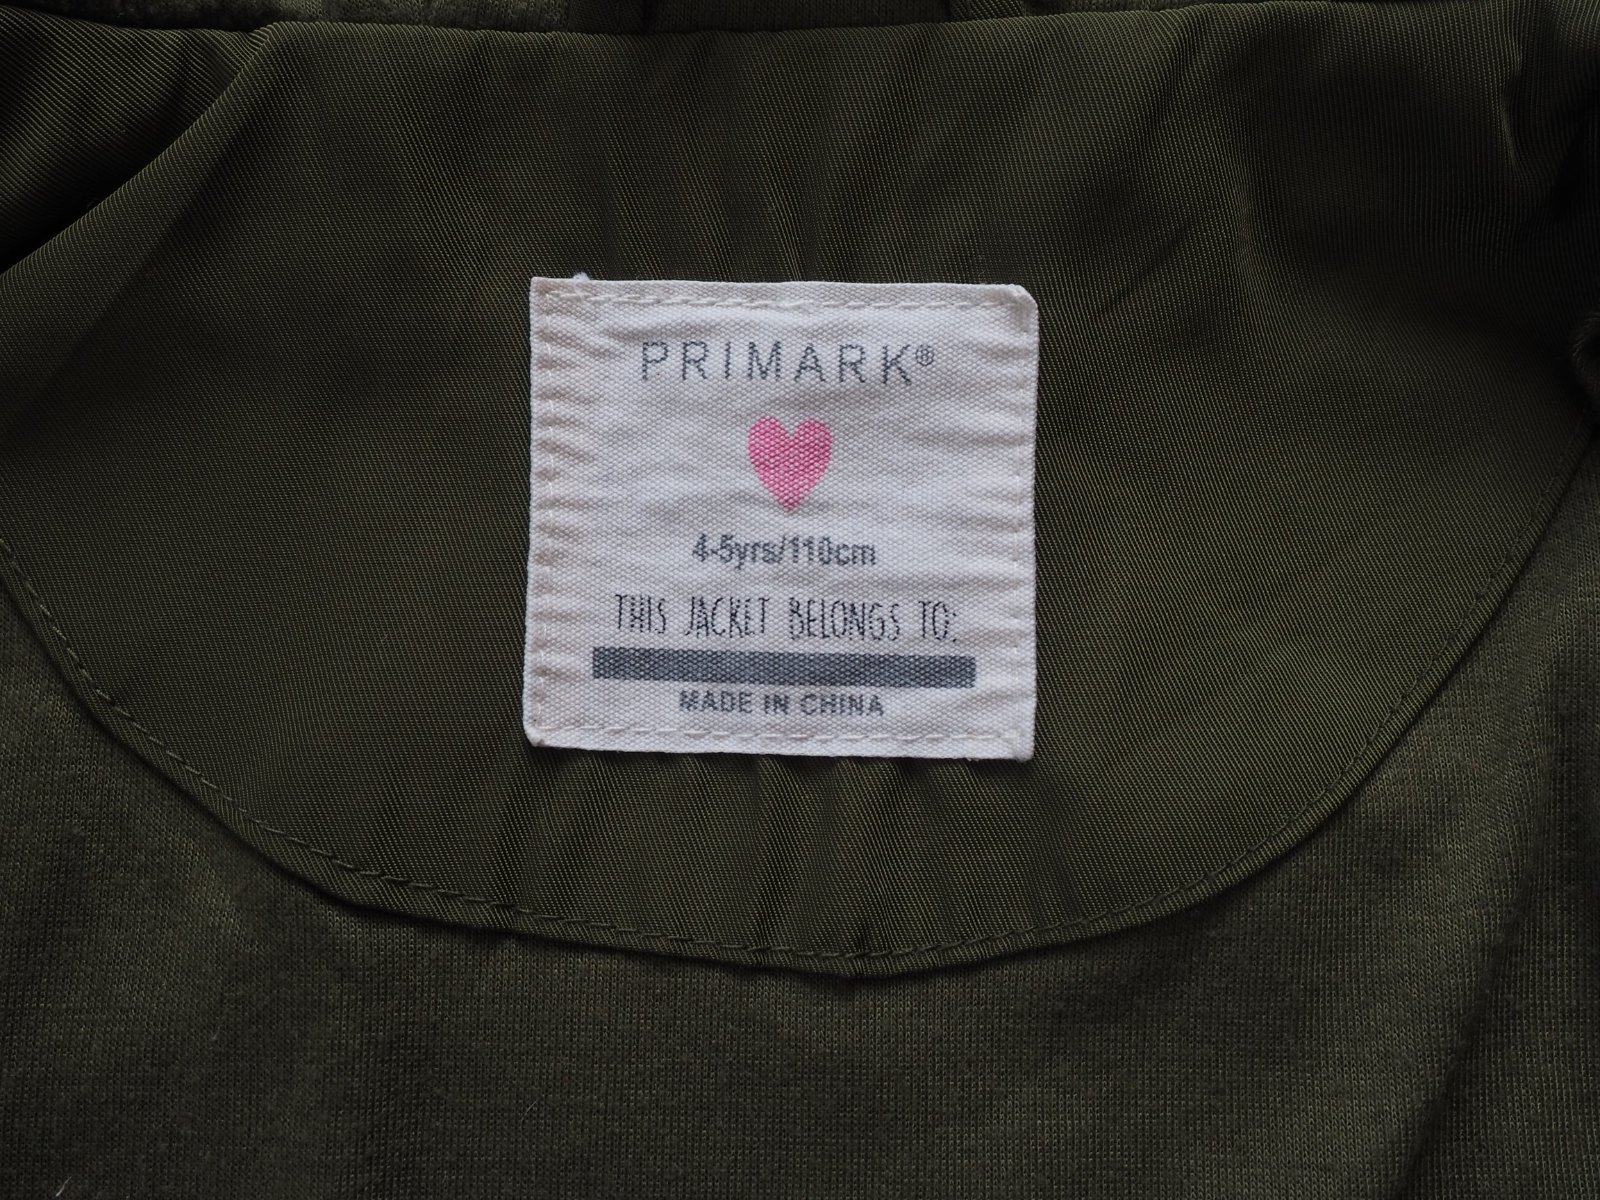 PRIMARK®
4-5yrs/110cm
THIS JACKET BELONGS TO:
MADE IN CHINA